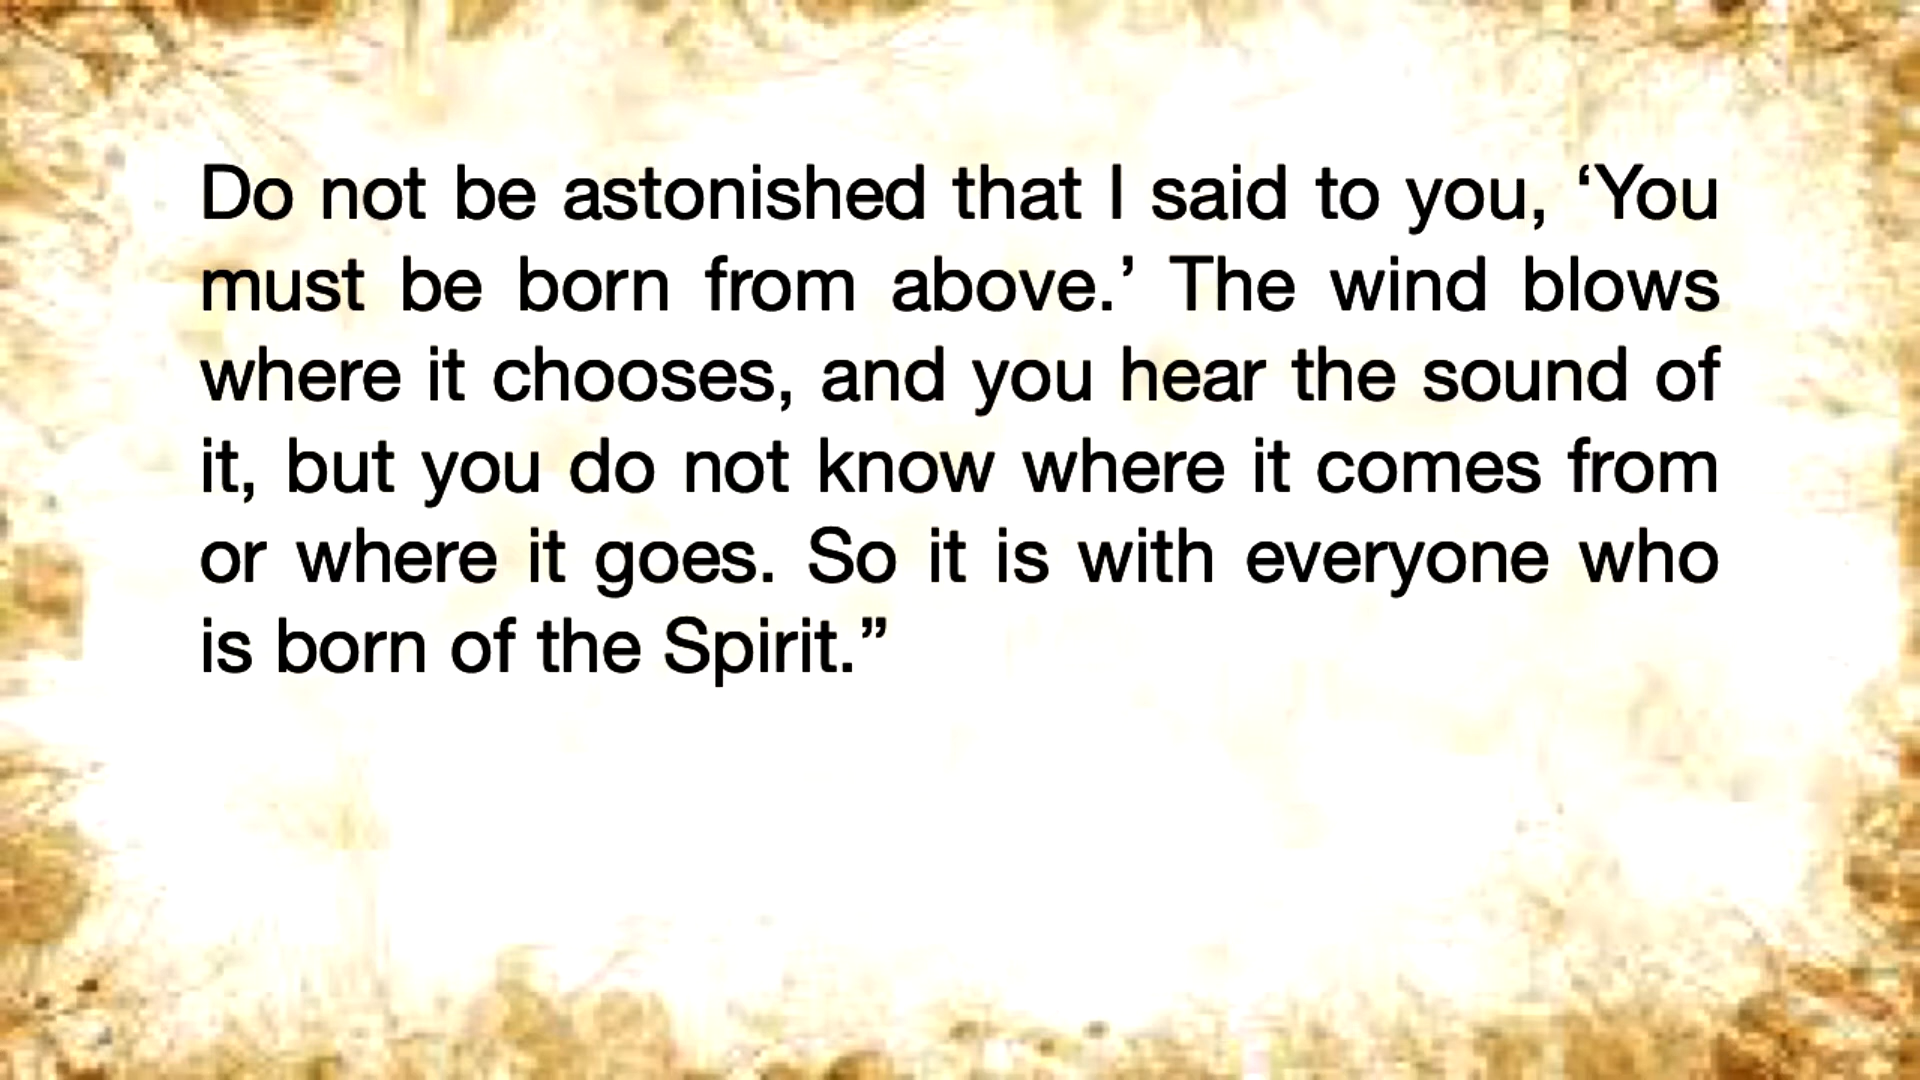 Do not be astonished that I said to you, ‘You
must be born from above.’ The wind blows
where it chooses, and you hear the sound of
it, but you do not know where it comes from
or where it goes. So it is with everyone who
is born of the Spirit.”